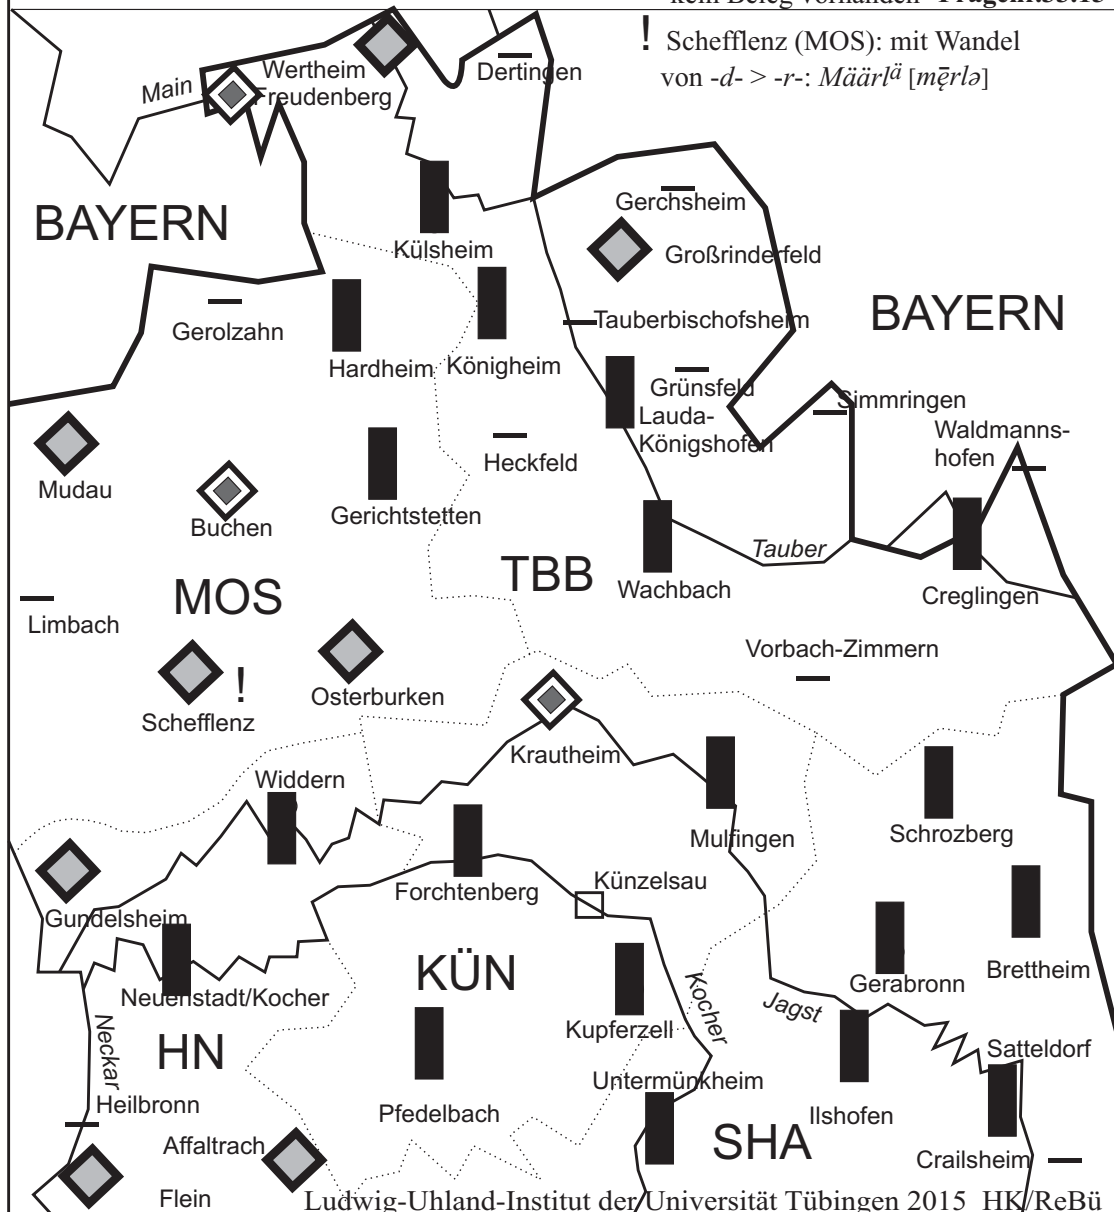 kein Beleg vorhanden Fragenr.
! Schefflenz (MOS): mit Wandel
von -d- > -r-: Määrlä [mē̜rlə]
Wertheim
Freudenberg
Dertingen
Main
BAYERN
Külsheim
Gerchsheim
Großrinderfeld
Gerolzahn
Hardheim
Königheim
Tauberbischofsheim
BAYERN
Grünsfeld
Lauda-
Königshofen
Simmringen
Waldmanns-
hofen
Mudau
Buchen
Gerichtstetten
Heckfeld
Tauber
TBB
Wachbach
Creglingen
MOS
Limbach
Vorbach-Zimmern
Schefflenz
!
Osterburken
Krautheim
Widdern
Mulfingen
Schrozberg
Forchtenberg
Künzelsau
Gundelsheim
Neuenstadt/Kocher
KÜN
Kupferzell
Kocher
Jagst
Gerabronn
Brettheim
Neckar
HN
Satteldorf
Heilbronn
Untermünkheim
Pfedelbach
Ilshofen
Affaltrach
SHA
Crailsheim
Flein
Ludwig-Uhland-Institut der Universität Tübingen 2015 HK/ReBü